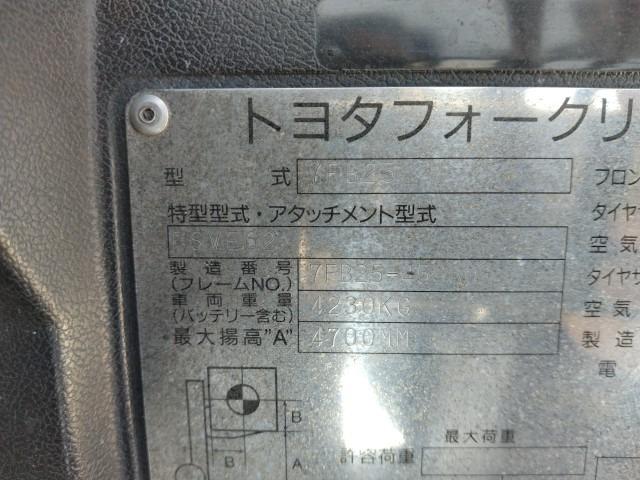 トヨタフォークリ
型 式 7FB25
フロン
特型型式・アタッチメント型式
タイヤ
空気
製造番号
(フレームNO.)
タイヤサ
車両重量
(バッテリー含む) 4230KG
空気
最大揚高"A" 4700MM
製造
電
B
B
A
最大荷重
許容荷重